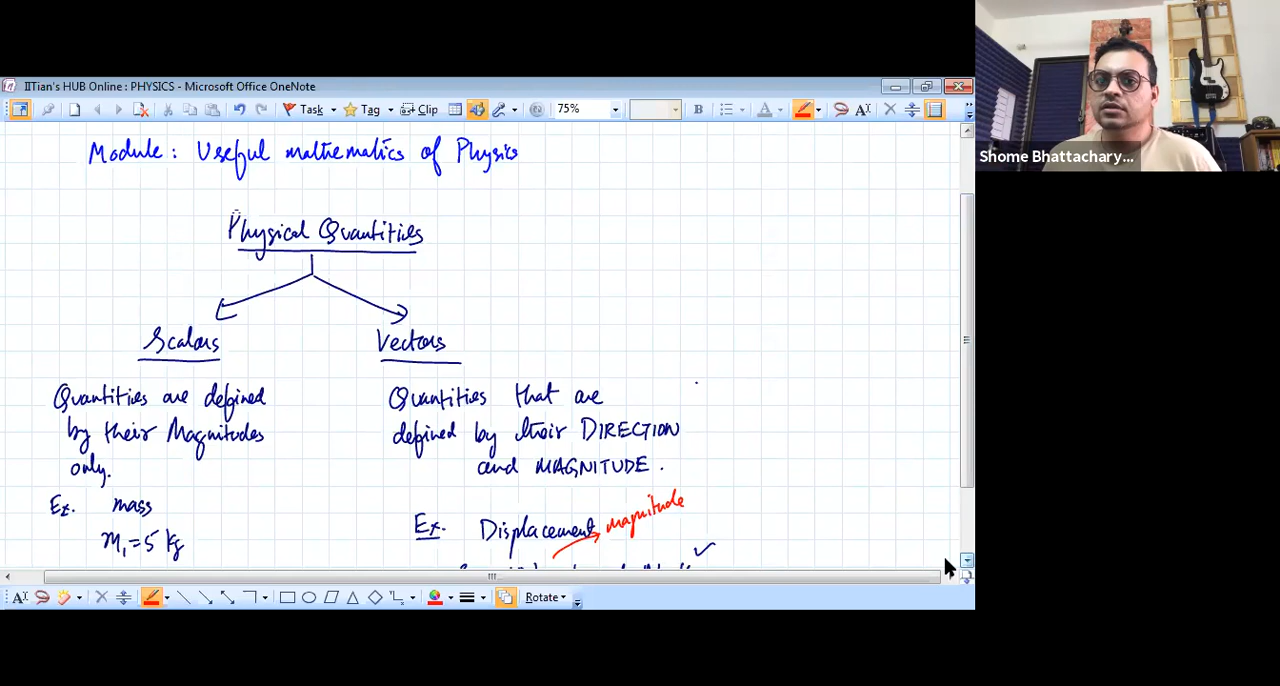 IITian's HUB Online : PHYSICS - Microsoft Office OneNote
Task Tag Clip 75% B A
Module: Useful mathematics of Physics
Physical Quantities
Scalars Vectors
Quantities are defined
by their Magnitudes
only.
Ex. mass
m₁ = 5 kg
Quantities that are
defined by their DIRECTION
and MAGNITUDE.
Ex. Displacement magnitude
Rotate
Shome Bhattachary...